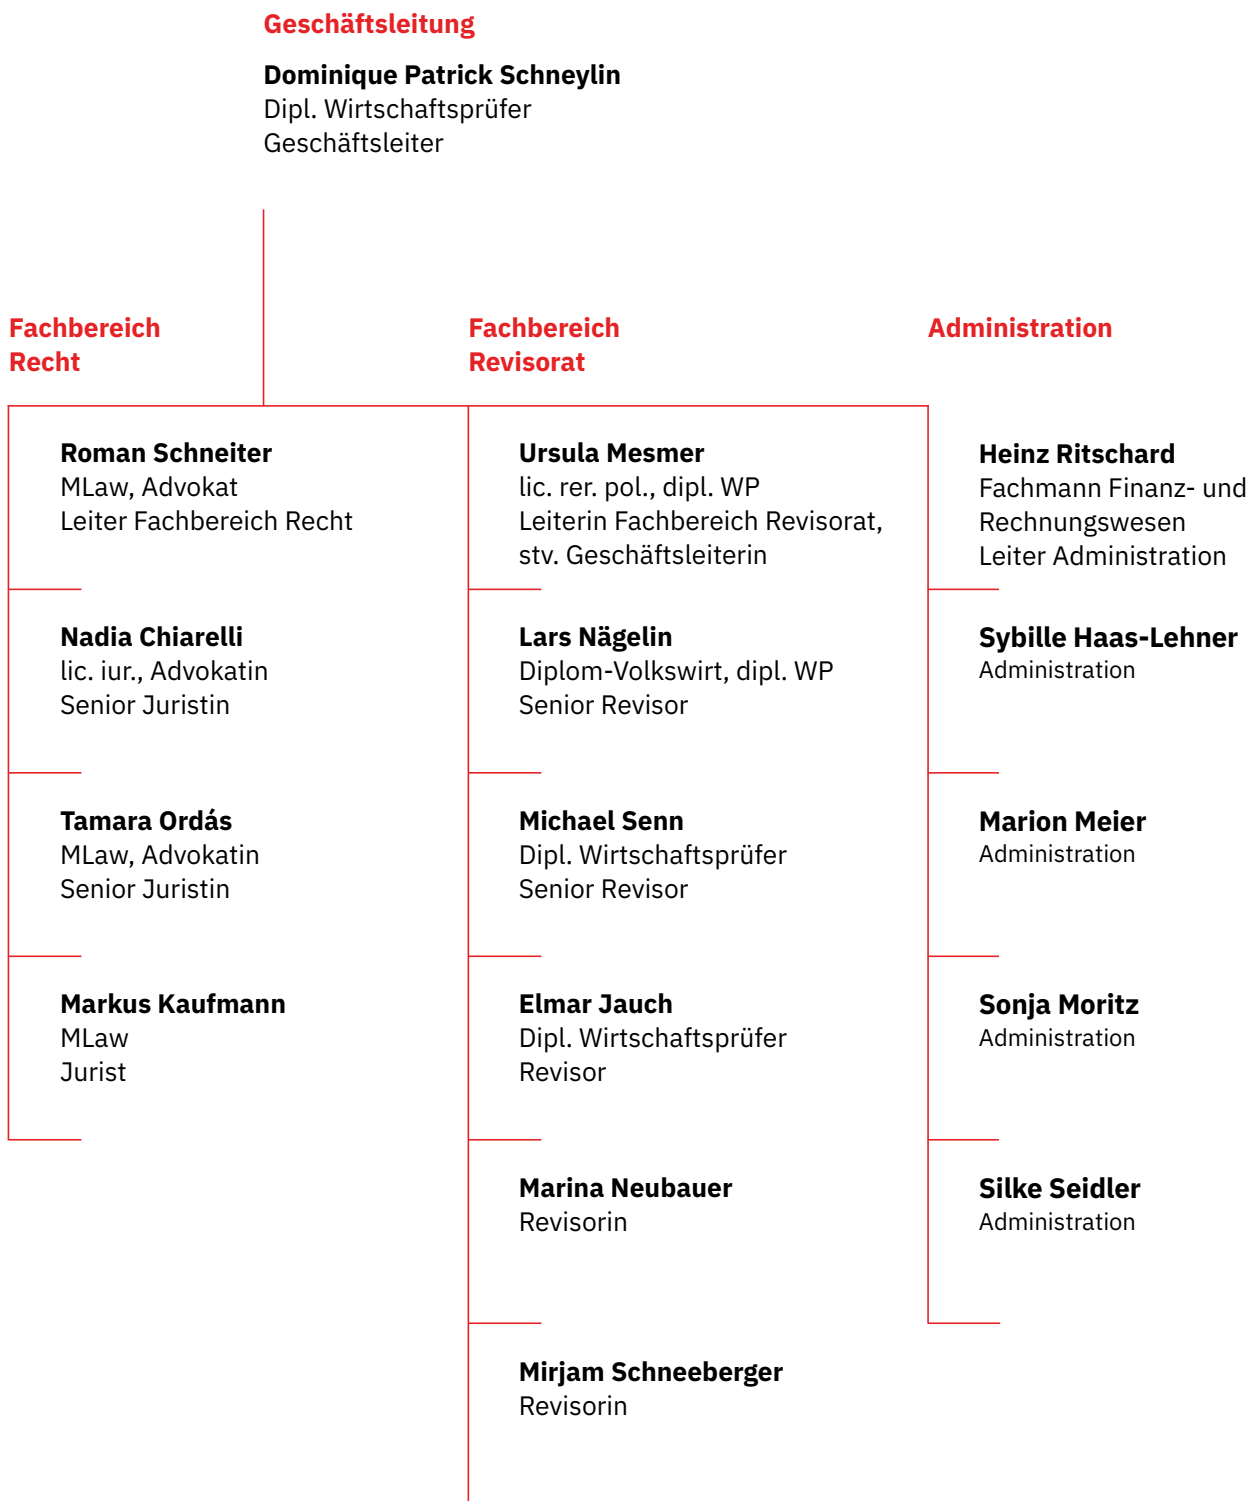 Geschäftsleitung
Dominique Patrick Schneylin
Dipl. Wirtschaftsprüfer
Geschäftsleiter
Fachbereich
Recht
Roman Schneiter
MLaw, Advokat
Leiter Fachbereich Recht
Nadia Chiarelli
lic. iur., Advokatin
Senior Juristin
Tamara Ordás
MLaw, Advokatin
Senior Juristin
Markus Kaufmann
MLaw
Jurist
Fachbereich
Revisorat
Ursula Mesmer
lic. rer. pol., dipl. WP
Leiterin Fachbereich Revisorat,
stv. Geschäftsleiterin
Lars Nägelin
Diplom-Volkswirt, dipl. WP
Senior Revisor
Michael Senn
Dipl. Wirtschaftsprüfer
Senior Revisor
Elmar Jauch
Dipl. Wirtschaftsprüfer
Revisor
Marina Neubauer
Revisorin
Mirjam Schneeberger
Revisorin
Administration
Heinz Ritschard
Fachmann Finanz- und
Rechnungswesen
Leiter Administration
Sybille Haas-Lehner
Administration
Marion Meier
Administration
Sonja Moritz
Administration
Silke Seidler
Administration